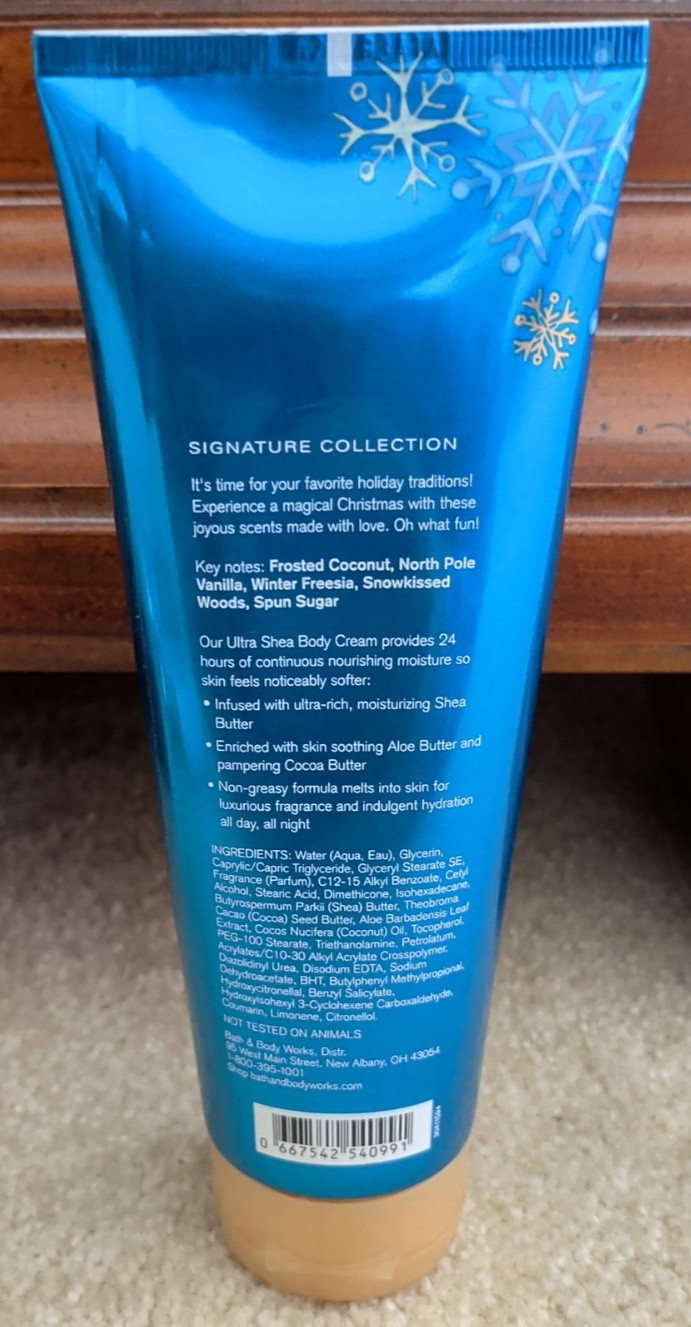 SIGNATURE COLLECTION
It's time for your favorite holiday traditions!
Experience a magical Christmas with these
joyous scents made with love. Oh what fun!
Key notes: Frosted Coconut, North Pole
Vanilla, Winter Freesia, Snowkissed
Woods, Spun Sugar
Our Ultra Shea Body Cream provides 24
hours of continuous nourishing moisture so
skin feels noticeably softer:
• Infused with ultra-rich, moisturizing Shea
Butter
• Enriched with skin soothing Aloe Butter and
pampering Cocoa Butter
• Non-greasy formula melts into skin for
luxurious fragrance and indulgent hydration
all day, all night
INGREDIENTS: Water (Aqua, Eau), Glycerin,
Caprylic/Capric Triglyceride, Glyceryl Stearate SE,
Fragrance (Parfum), C12-15 Alkyl Benzoate, Cetyl
Alcohol, Stearic Acid, Dimethicone, Isohexadecane,
Butyrospermum Parkii (Shea) Butter, Theobroma
Cacao (Cocoa) Seed Butter, Aloe Barbadensis Leaf
Extract, Cocos Nucifera (Coconut) Oil, Tocopherol,
PEG-100 Stearate, Triethanolamine, Petrolatum,
Acrylates/C10-30 Alkyl Acrylate Crosspolymer,
Diazolidinyl Urea, Disodium EDTA, Sodium
Dehydroacetate, BHT, Butylphenyl Methylpropional,
Hydroxycitronellal, Benzyl Salicylate,
Hydroxyisohexyl 3-Cyclohexene Carboxaldehyde,
Coumarin, Limonene, Citronellol.
NOT TESTED ON ANIMALS
Bath & Body Works, Distr.
95 West Main Street, New Albany, OH 43054
1-800-395-1001
Shop bathandbodyworks.com
0 667542 540991